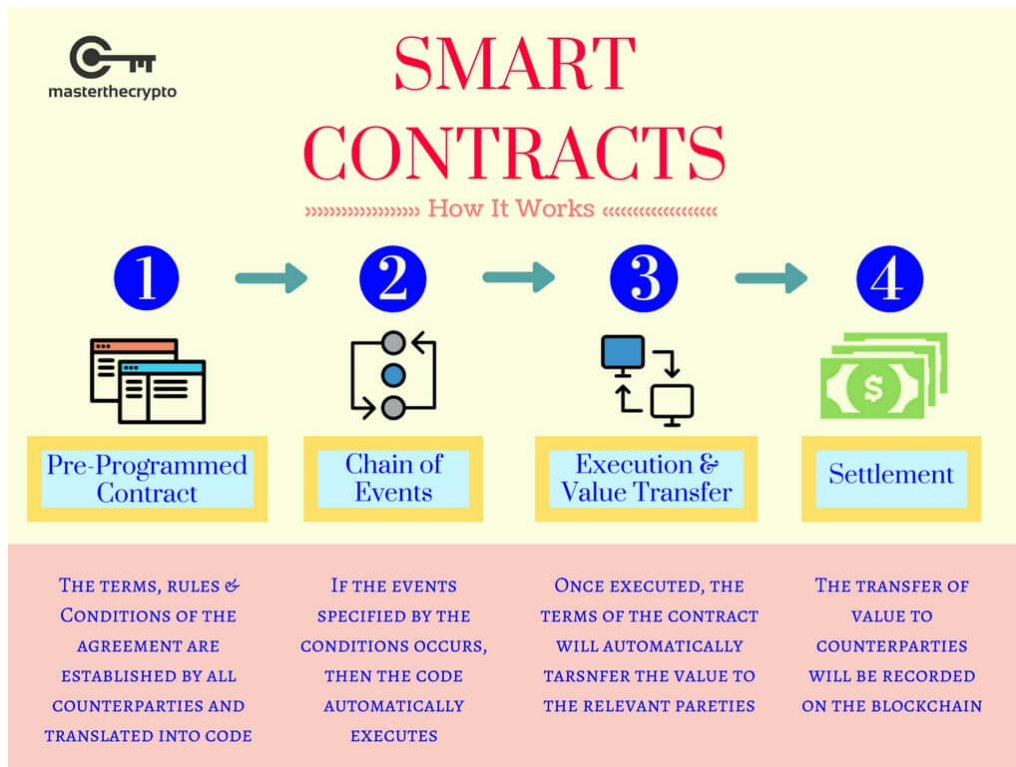 masterthecrypto
SMART
CONTRACTS
»»»»»»»»»» How It Works ««««««««««
1
2
3
4
Pre-Programmed
Contract
Chain of
Events
Execution &
Value Transfer
$
Settlement
The terms, rules &
Conditions of the
agreement are
established by all
counterparties and
translated into code
If the events
specified by the
conditions occurs,
then the code
automatically
executes
Once executed, the
terms of the contract
will automatically
tarsnfer the value to
the relevant pareties
The transfer of
value to
counterparties
will be recorded
on the blockchain